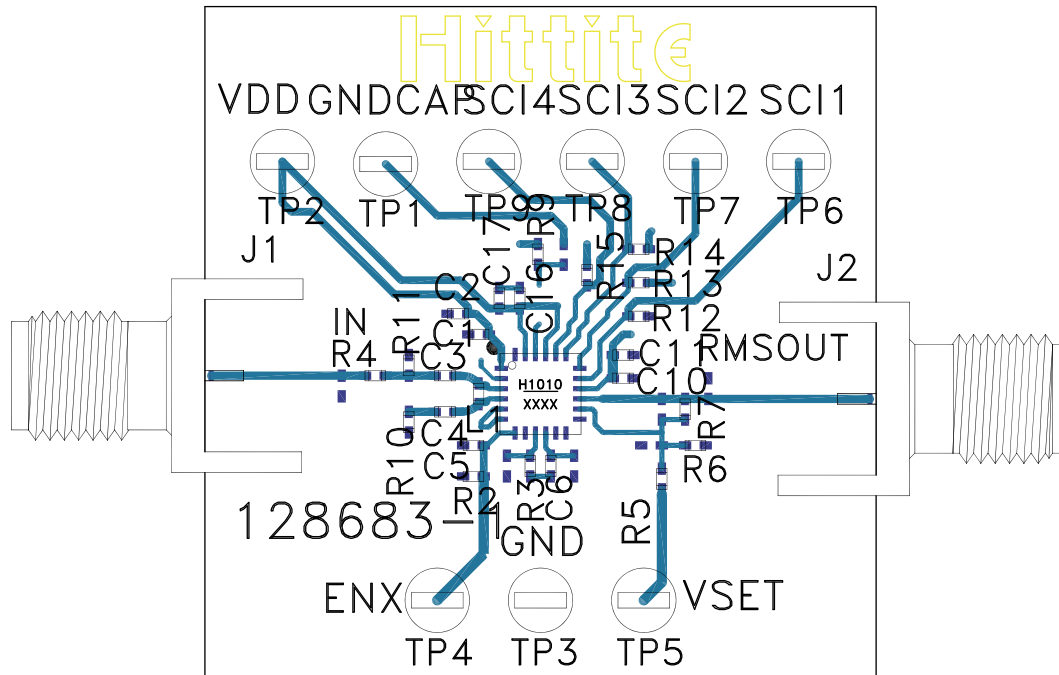 Hittite
VDD GND CAP SCI4 SCI3 SCI2 SCI1
TP2 TP1 TP9 TP8 TP7 TP6
R9
J1 C17 R15 R14 J2
C2 C16 R13
IN R11 C1 R12
R4 C3 C11 RMSOUT
H1010
C10
XXXX
C4 L1 R7
R10 C5 R6
R2 R3 C6 R5
128683-1
GND
ENX VSET
TP4 TP3 TP5